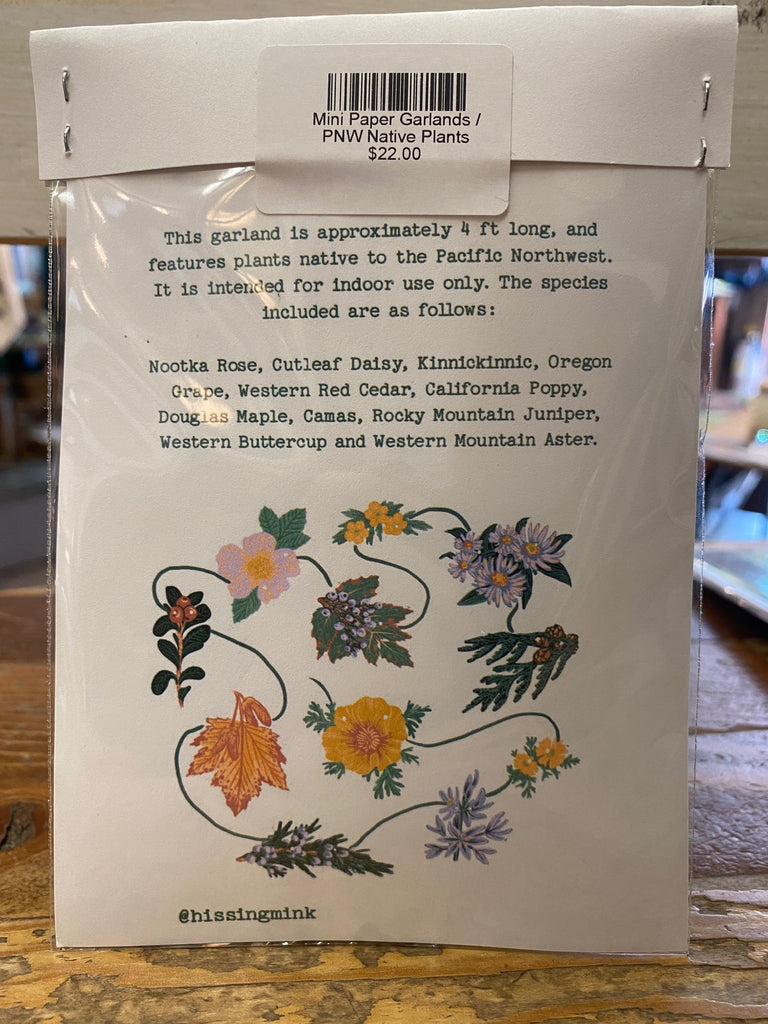 Mini Paper Garlands /
PNW Native Plants
$22.00
This garland is approximately 4 ft long, and
features plants native to the Pacific Northwest.
It is intended for indoor use only. The species
included are as follows:
Nootka Rose, Cutleaf Daisy, Kinnickinnic, Oregon
Grape, Western Red Cedar, California Poppy,
Douglas Maple, Camas, Rocky Mountain Juniper,
Western Buttercup and Western Mountain Aster.
@hissingmink